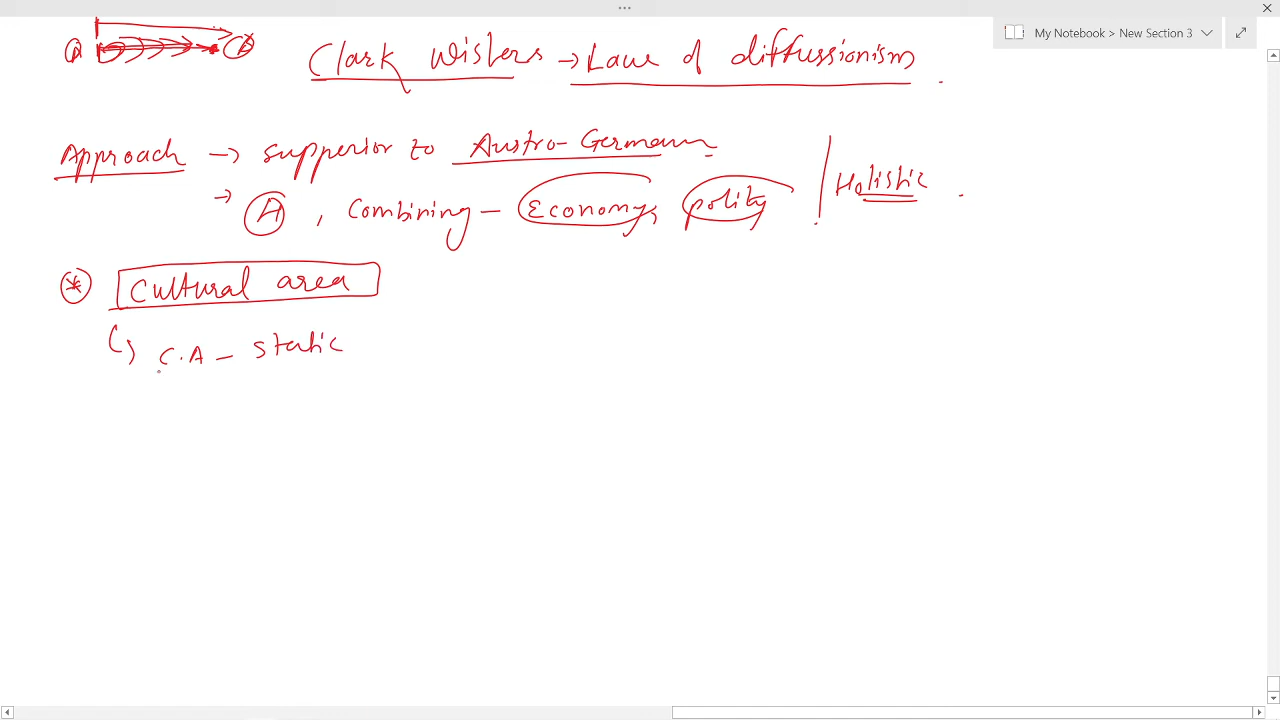 My Notebook > New Section 3
A B
Clark Wislers → Law of diffussionism.
Approach → supperior to Austro-Germann
→ A, Combining - Economy, polity | Holistic.
* Cultural area
↳ C.A - static